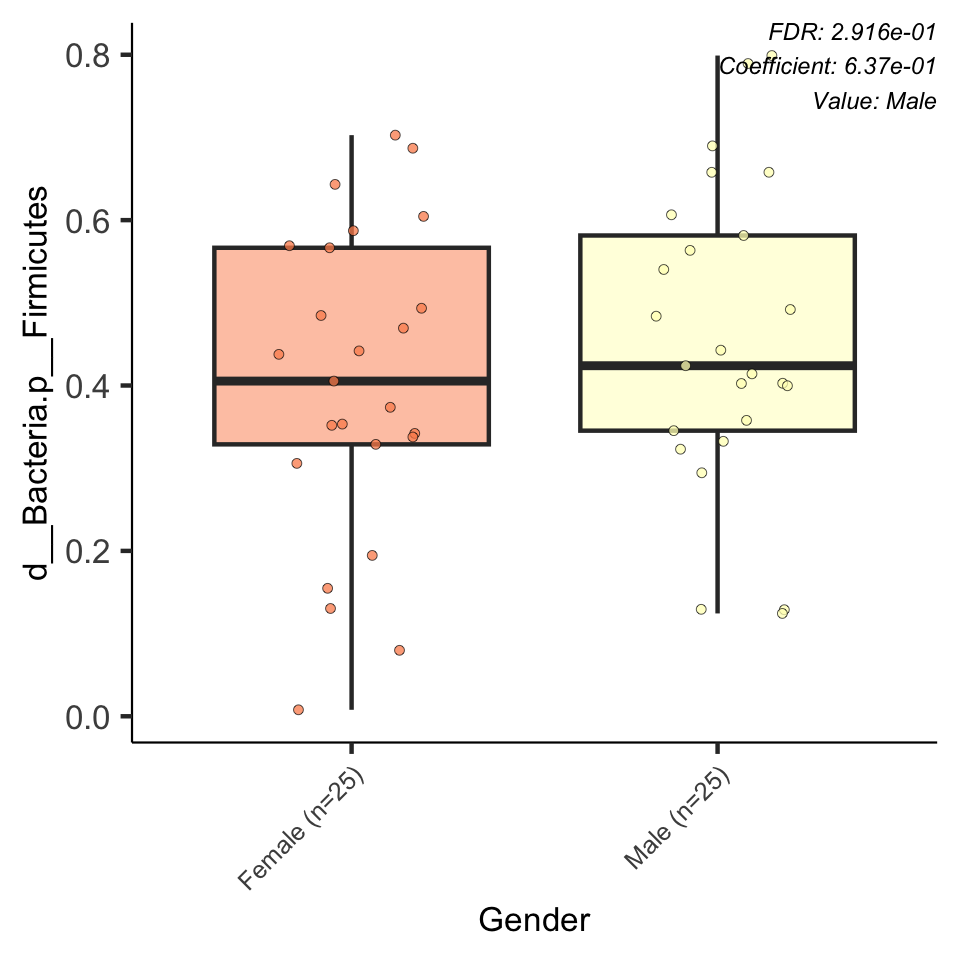 FDR: 2.916e-01
Coefficient: 6.37e-01
Value: Male
d__Bacteria.p__Firmicutes
0.8
0.6
0.4
0.2
0.0
Female (n=25)
Male (n=25)
Gender